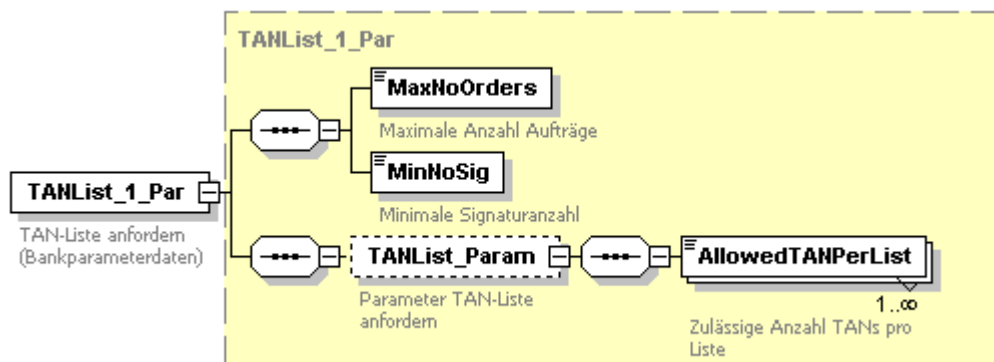 TANList_1_Par
MaxNoOrders
Maximale Anzahl Aufträge
MinNoSig
Minimale Signaturanzahl
TANList_1_Par
TAN-Liste anfordern
(Bankparameterdaten)
TANList_Param
Parameter TAN-Liste
anfordern
AllowedTANPerList
1..∞
Zulässige Anzahl TANs pro
Liste